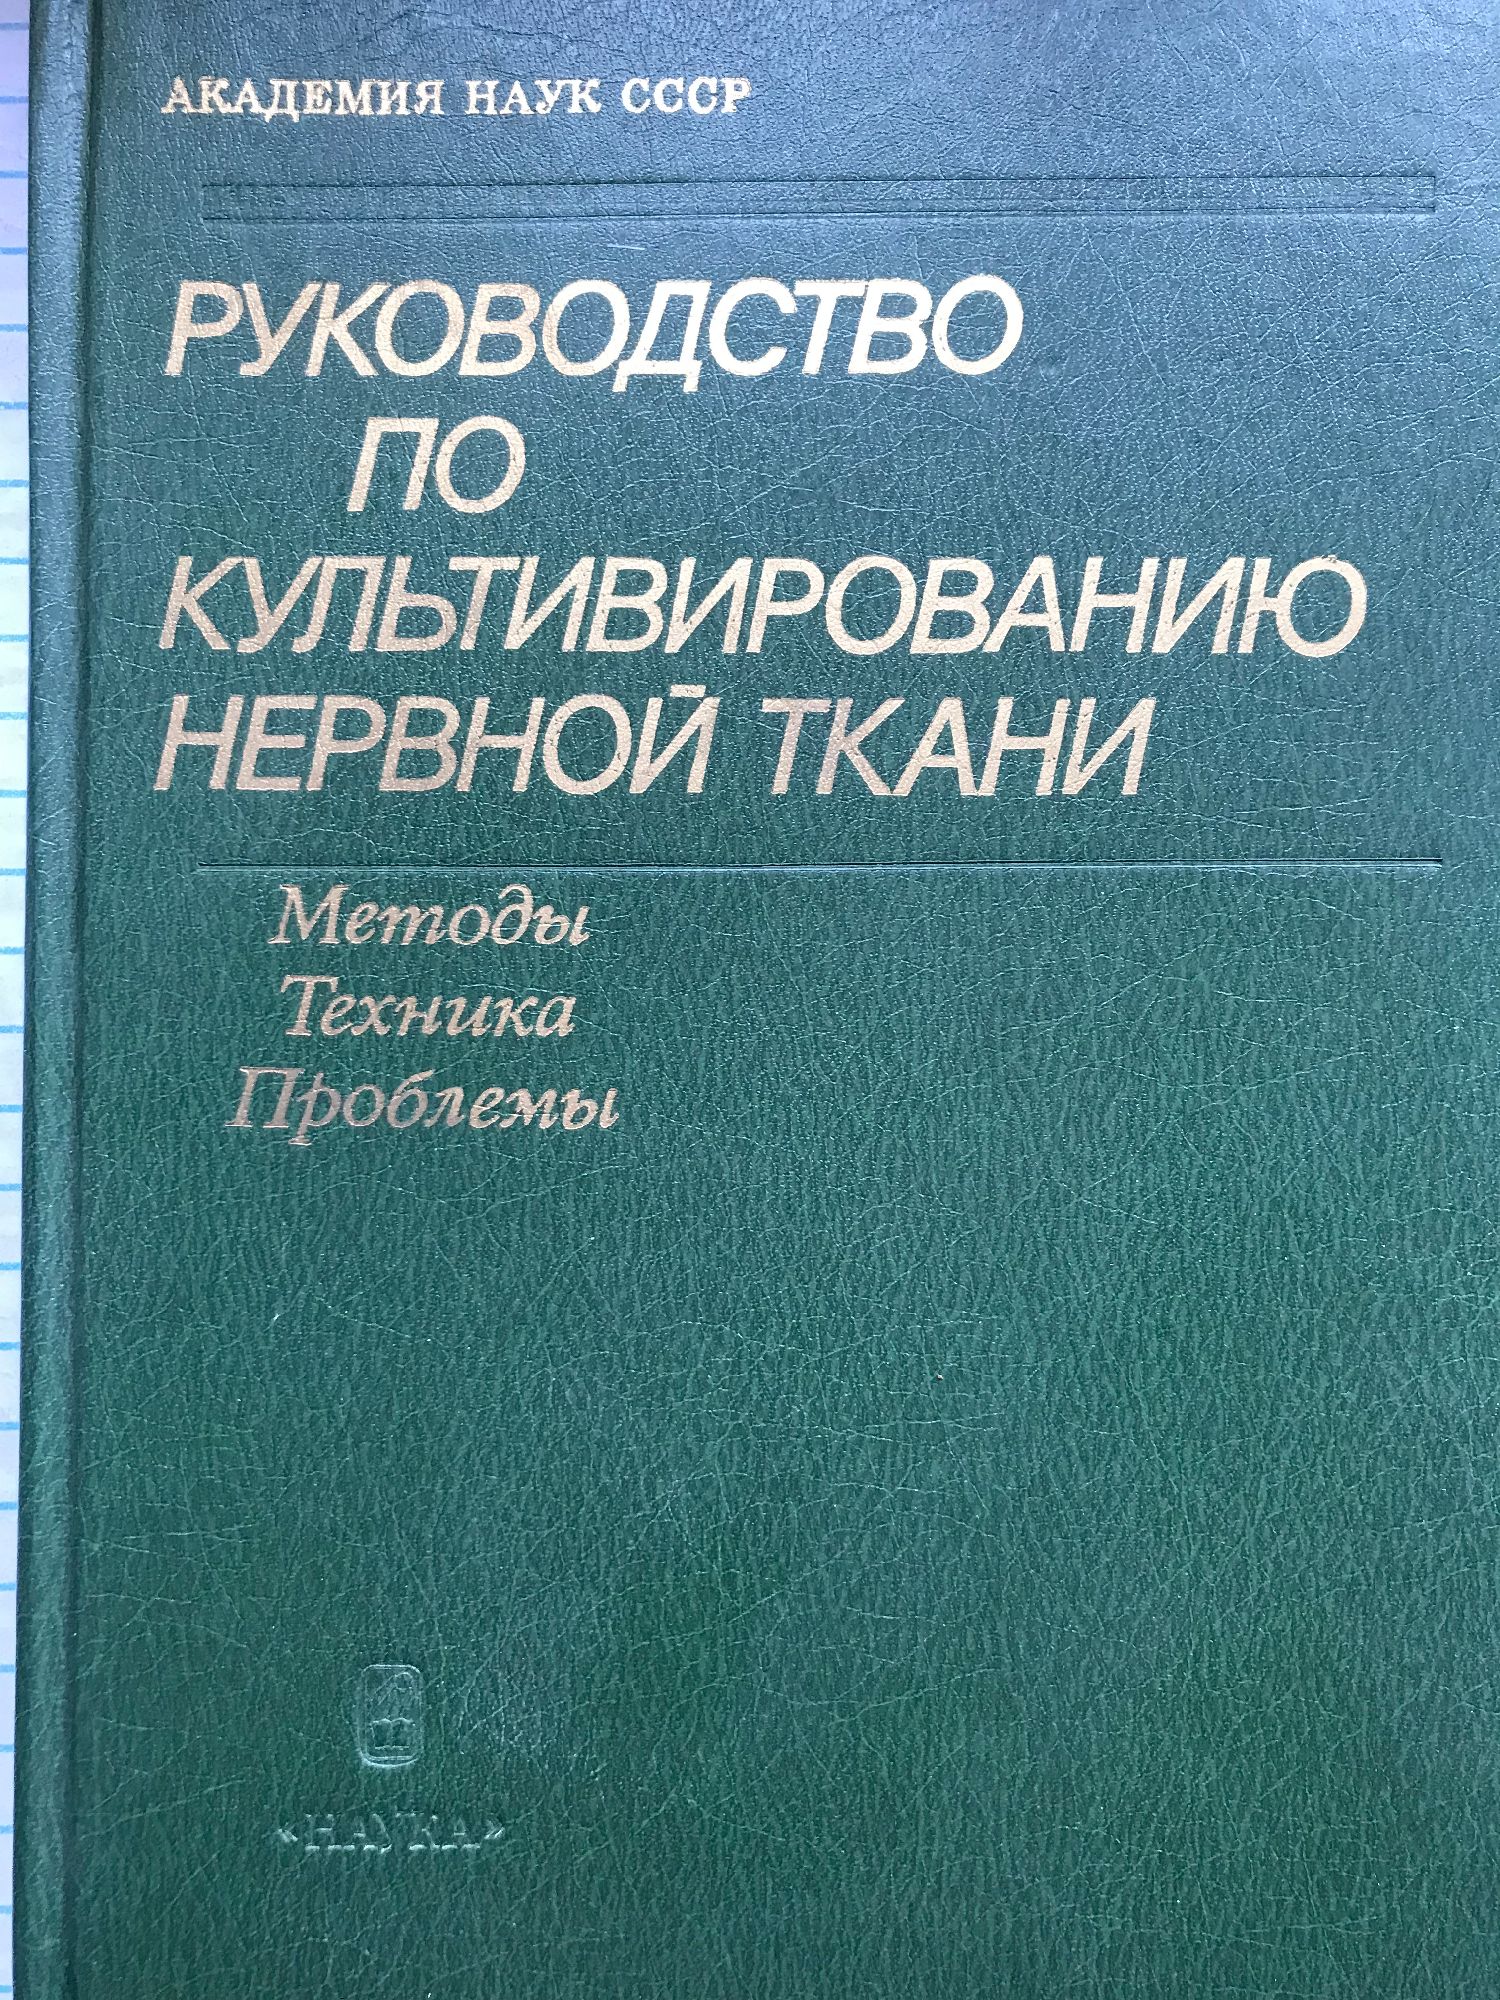 АКАДЕМИЯ НАУК СССР
РУКОВОДСТВО
ПО
КУЛЬТИВИРОВАНИЮ
НЕРВНОЙ ТКАНИ
Методы
Техника
Проблемы
«НАУКА»